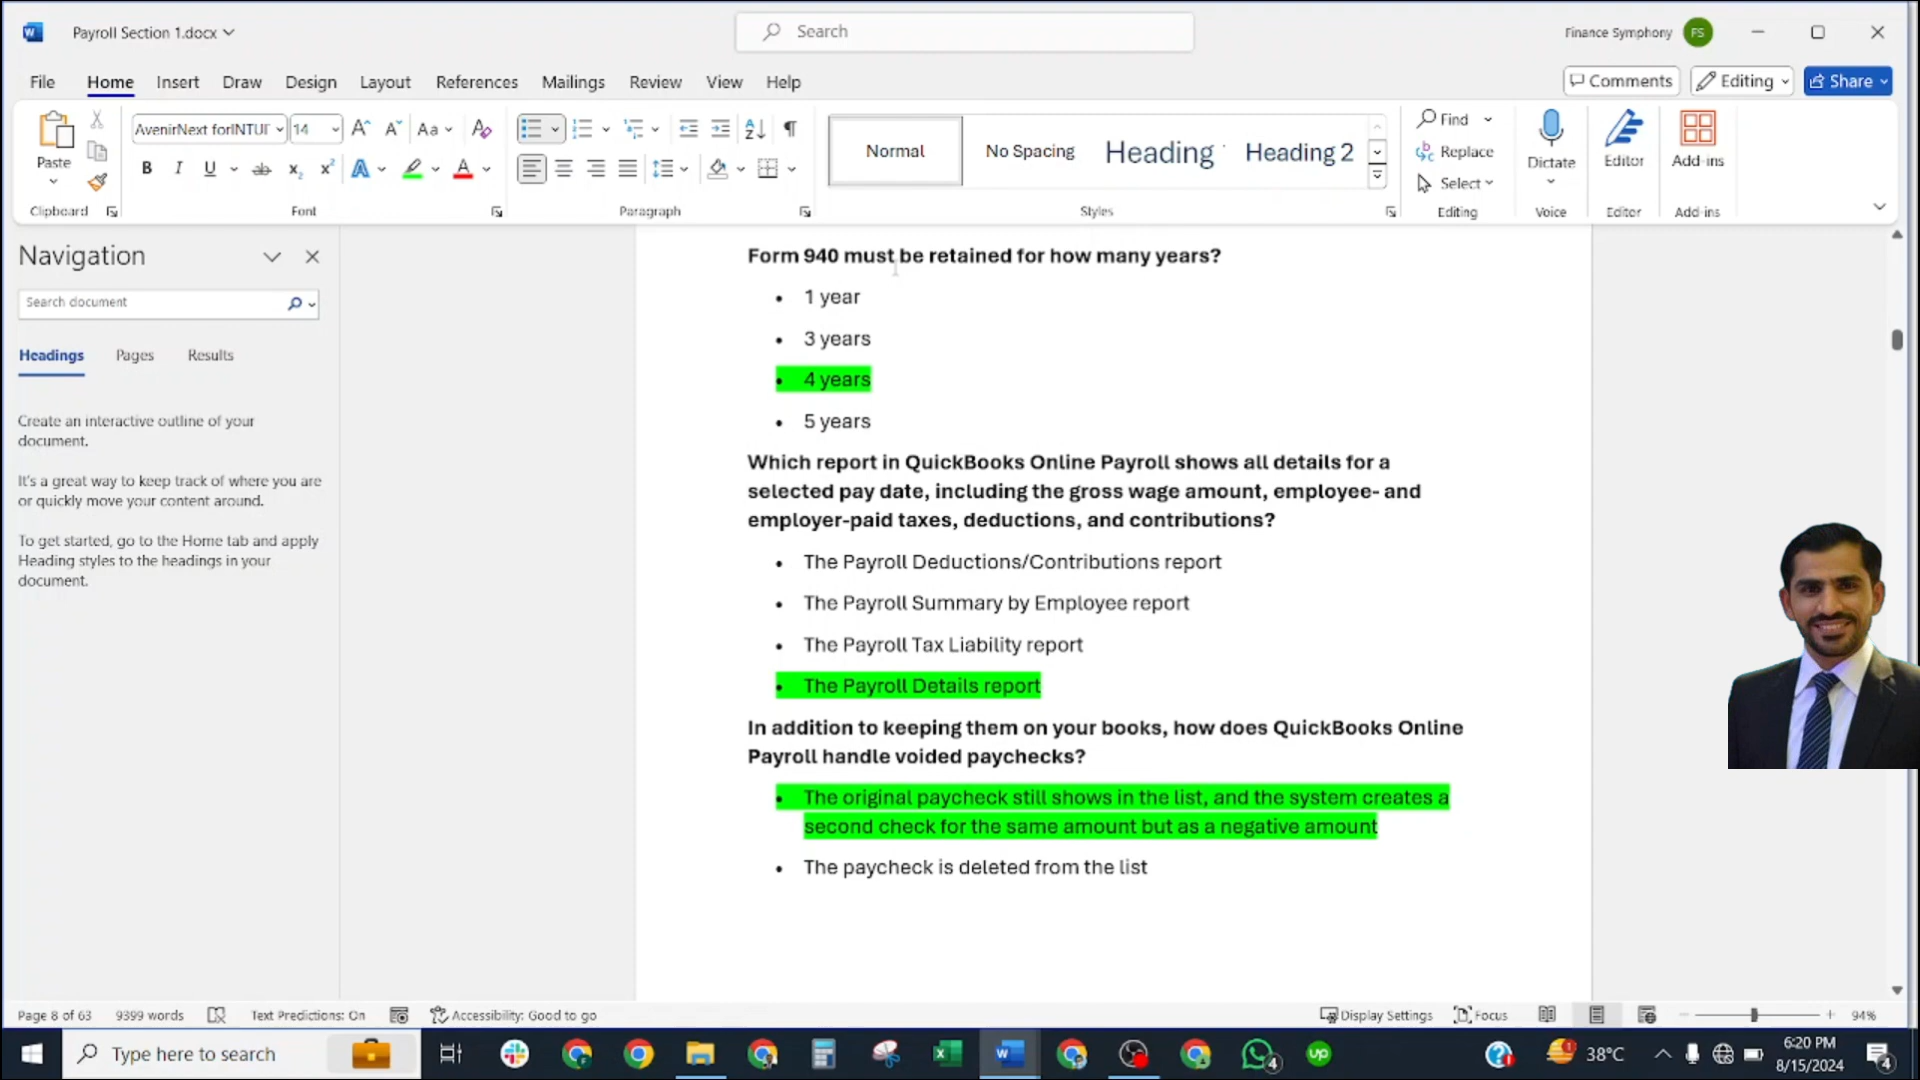 Payroll Section 1.docx
Search
Finance Symphony
FS
File
Home
Insert
Draw
Design
Layout
References
Mailings
Review
View
Help
Comments
Editing
Share
Paste
AvenirNext forINTUI
14
Aa
B
I
U
Normal
No Spacing
Heading
Heading 2
Find
Replace
Select
Dictate
Editor
Add-ins
Clipboard
Font
Paragraph
Styles
Editing
Voice
Editor
Add-ins
Navigation
Search document
Headings
Pages
Results
Create an interactive outline of your
document.
It's a great way to keep track of where you are
or quickly move your content around.
To get started, go to the Home tab and apply
Heading styles to the headings in your
document.
Form 940 must be retained for how many years?
• 1 year
• 3 years
• 4 years
• 5 years
Which report in QuickBooks Online Payroll shows all details for a
selected pay date, including the gross wage amount, employee- and
employer-paid taxes, deductions, and contributions?
• The Payroll Deductions/Contributions report
• The Payroll Summary by Employee report
• The Payroll Tax Liability report
• The Payroll Details report
In addition to keeping them on your books, how does QuickBooks Online
Payroll handle voided paychecks?
• The original paycheck still shows in the list, and the system creates a
second check for the same amount but as a negative amount
• The paycheck is deleted from the list
Page 8 of 63
9399 words
Text Predictions: On
Accessibility: Good to go
Display Settings
Focus
94%
Type here to search
38°C
6:20 PM
8/15/2024
4